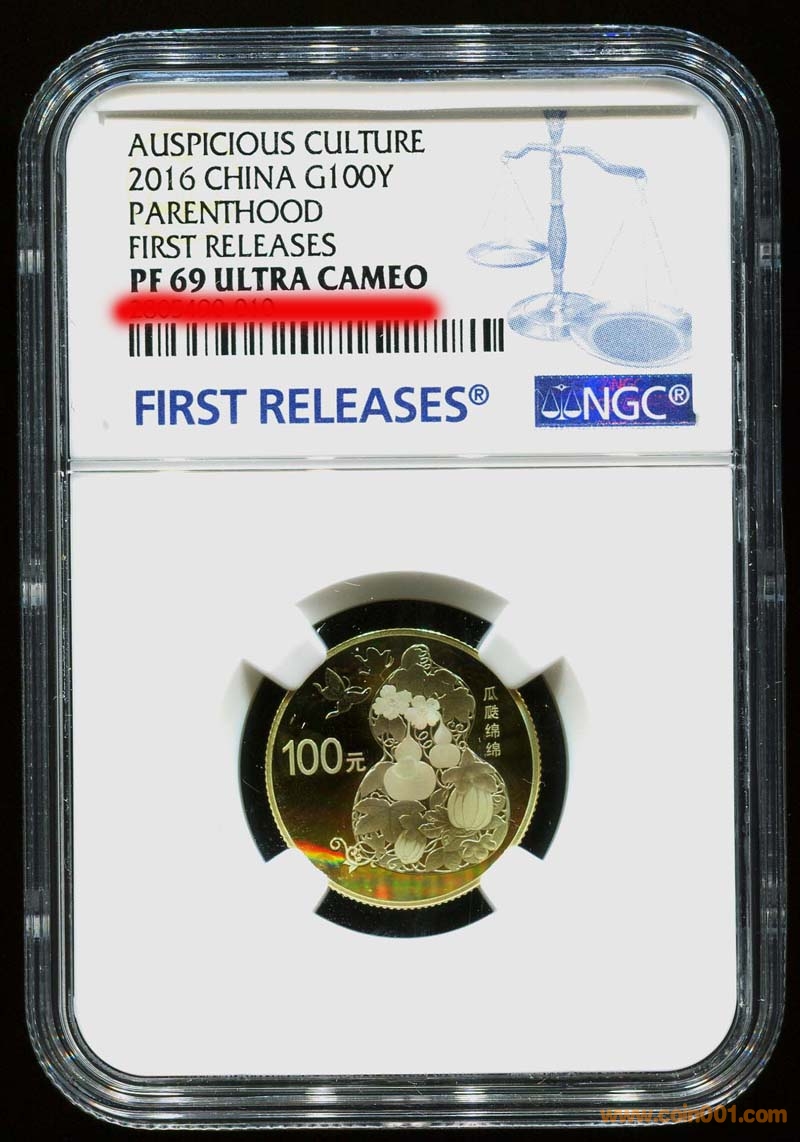 AUSPICIOUS CULTURE
2016 CHINA G100Y
PARENTHOOD
FIRST RELEASES
PF 69 ULTRA CAMEO
FIRST RELEASES®
NGC®
瓜瓞绵绵
100元
www.coin001.com